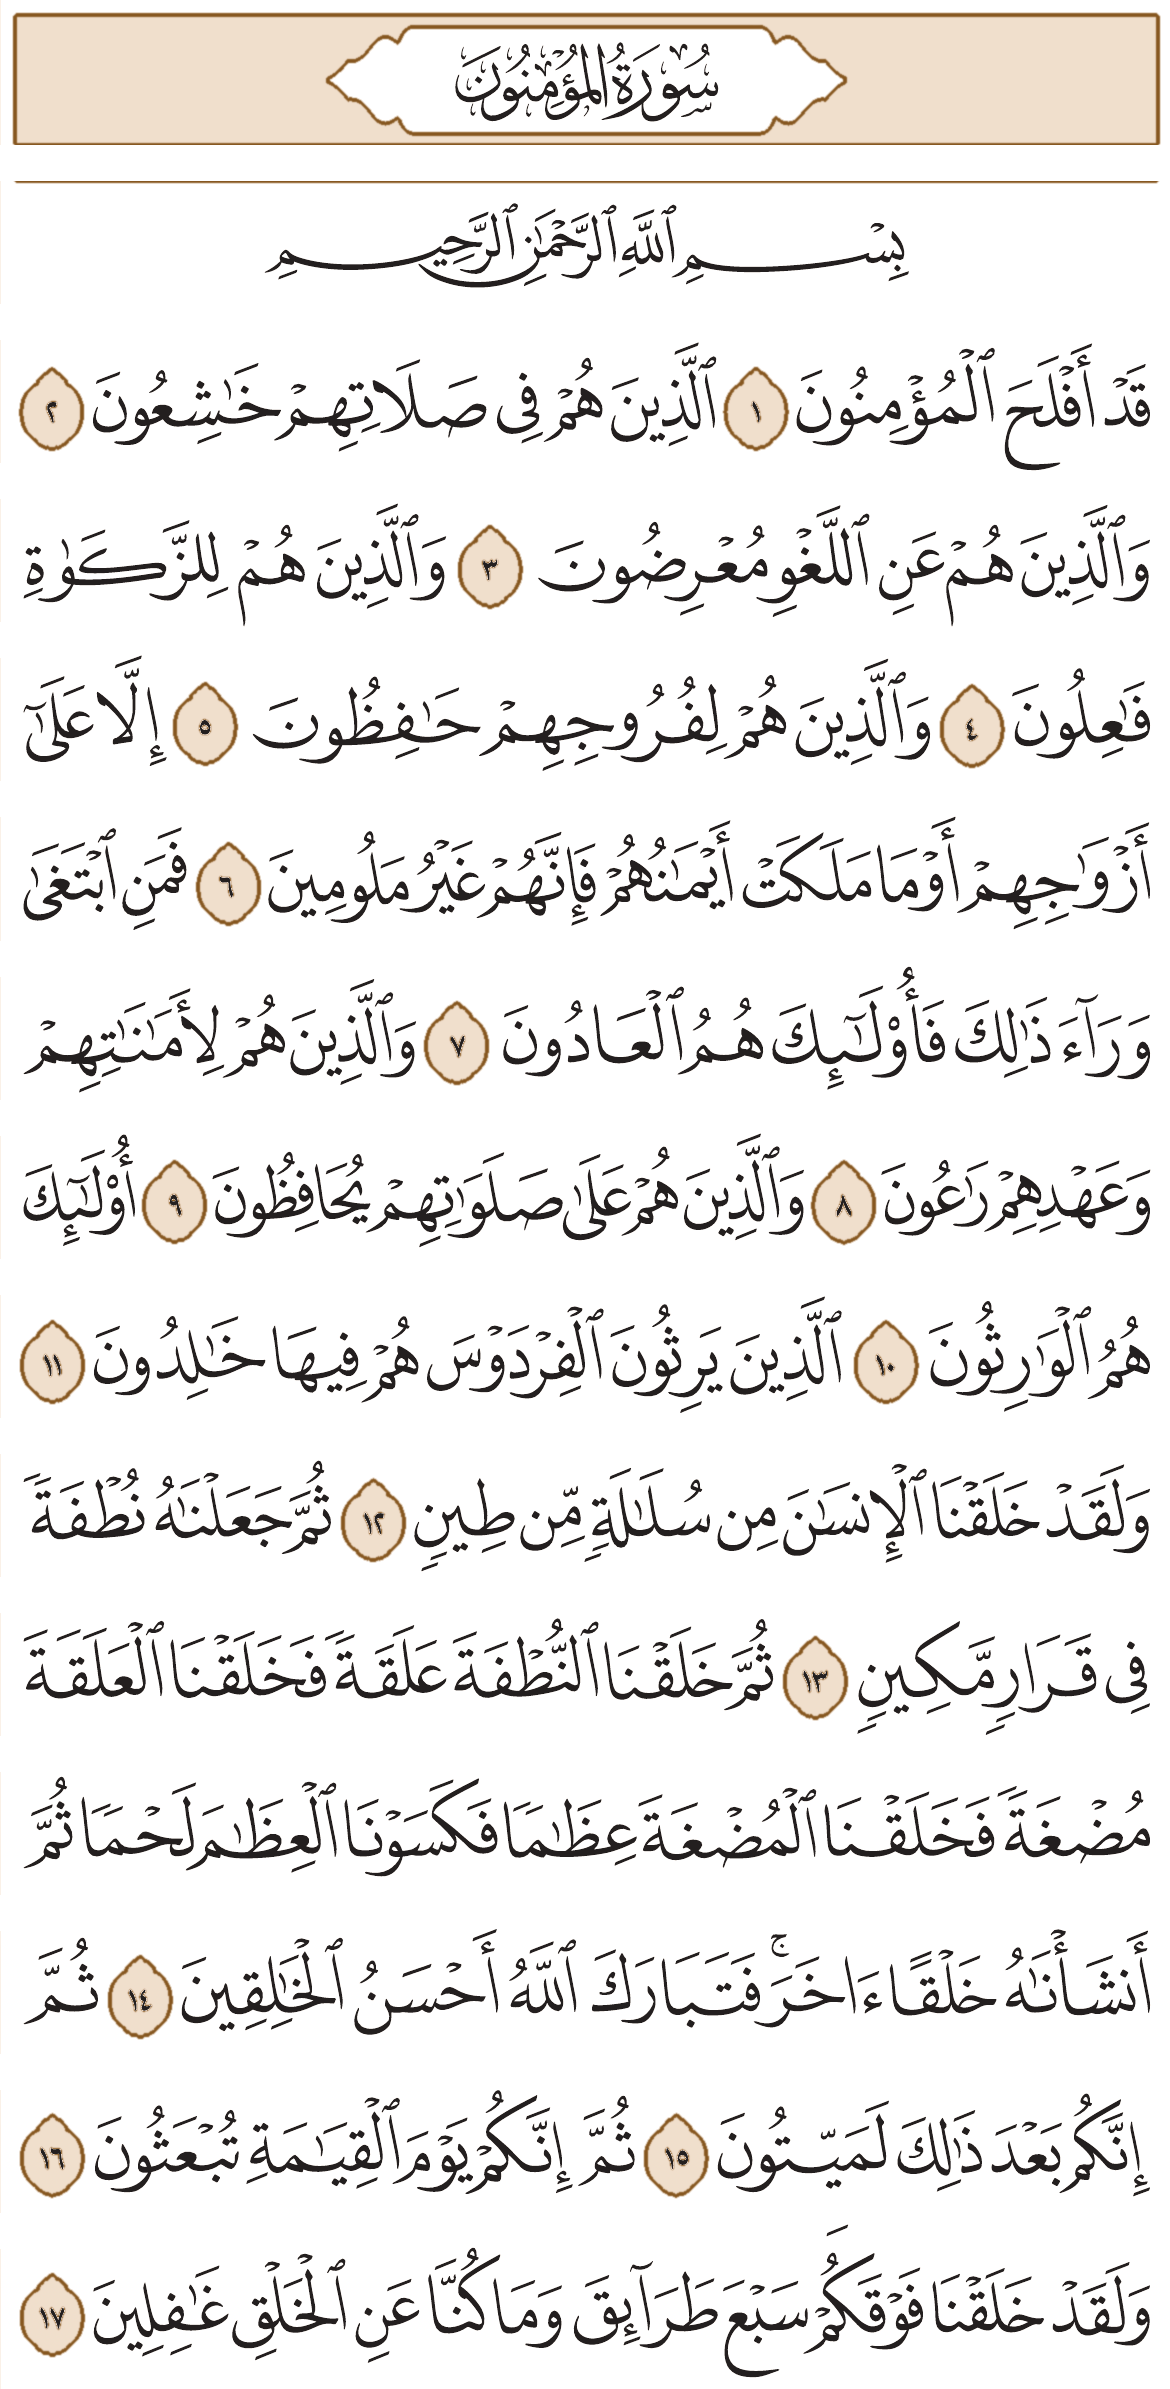 سُورَةُ الْمُؤْمِنُونَ
بِسْمِ ٱللَّهِ ٱلرَّحْمَٰنِ ٱلرَّحِيمِ
قَدْ أَفْلَحَ ٱلْمُؤْمِنُونَ ١ ٱلَّذِينَ هُمْ فِى صَلَاتِهِمْ خَٰشِعُونَ ٢
وَٱلَّذِينَ هُمْ عَنِ ٱللَّغْوِ مُعْرِضُونَ ٣ وَٱلَّذِينَ هُمْ لِلزَّكَوٰةِ
فَٰعِلُونَ ٤ وَٱلَّذِينَ هُمْ لِفُرُوجِهِمْ حَٰفِظُونَ ٥ إِلَّا عَلَىٰٓ
أَزْوَٰجِهِمْ أَوْ مَا مَلَكَتْ أَيْمَٰنُهُمْ فَإِنَّهُمْ غَيْرُ مَلُومِينَ ٦ فَمَنِ ٱبْتَغَىٰ
وَرَآءَ ذَٰلِكَ فَأُوْلَٰٓئِكَ هُمُ ٱلْعَادُونَ ٧ وَٱلَّذِينَ هُمْ لِأَمَٰنَٰتِهِمْ
وَعَهْدِهِمْ رَٰعُونَ ٨ وَٱلَّذِينَ هُمْ عَلَىٰ صَلَوَٰتِهِمْ يُحَافِظُونَ ٩ أُوْلَٰٓئِكَ
هُمُ ٱلْوَٰرِثُونَ ١٠ ٱلَّذِينَ يَرِثُونَ ٱلْفِرْدَوْسَ هُمْ فِيهَا خَٰلِدُونَ ١١
وَلَقَدْ خَلَقْنَا ٱلْإِنسَٰنَ مِن سُلَٰلَةٍ مِّن طِينٍ ١٢ ثُمَّ جَعَلْنَٰهُ نُطْفَةً
فِى قَرَارٍ مَّكِينٍ ١٣ ثُمَّ خَلَقْنَا ٱلنُّطْفَةَ عَلَقَةً فَخَلَقْنَا ٱلْعَلَقَةَ
مُضْغَةً فَخَلَقْنَا ٱلْمُضْغَةَ عِظَٰمًا فَكَسَوْنَا ٱلْعِظَٰمَ لَحْمًا ثُمَّ
أَنشَأْنَٰهُ خَلْقًا ءَاخَرَ ۚ فَتَبَارَكَ ٱللَّهُ أَحْسَنُ ٱلْخَٰلِقِينَ ١٤ ثُمَّ
إِنَّكُم بَعْدَ ذَٰلِكَ لَمَيِّتُونَ ١٥ ثُمَّ إِنَّكُمْ يَوْمَ ٱلْقِيَٰمَةِ تُبْعَثُونَ ١٦
وَلَقَدْ خَلَقْنَا فَوْقَكُمْ سَبْعَ طَرَآئِقَ وَمَا كُنَّا عَنِ ٱلْخَلْقِ غَٰفِلِينَ ١٧